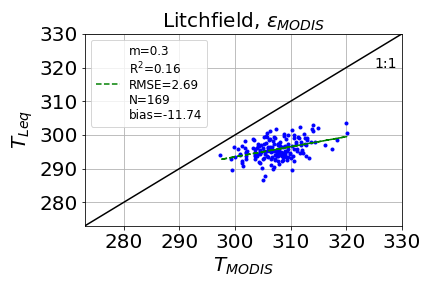 Litchfield, ε_MODIS
m=0.3
R²=0.16
RMSE=2.69
N=169
bias=-11.74
1:1
T_Leq
330
320
310
300
290
280
280 290 300 310 320 330
T_MODIS